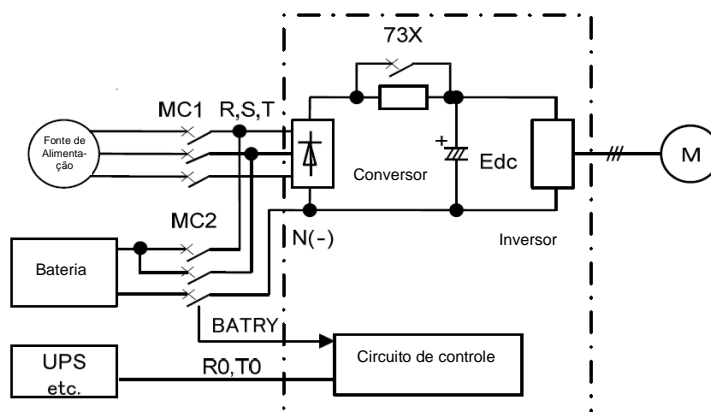 73X
MC1
R,S,T
Fonte de
Alimenta-
ção
+
Edc
Conversor
M
MC2
N(-)
Inversor
Bateria
BATRY
Circuito de controle
UPS
etc.
R0,T0